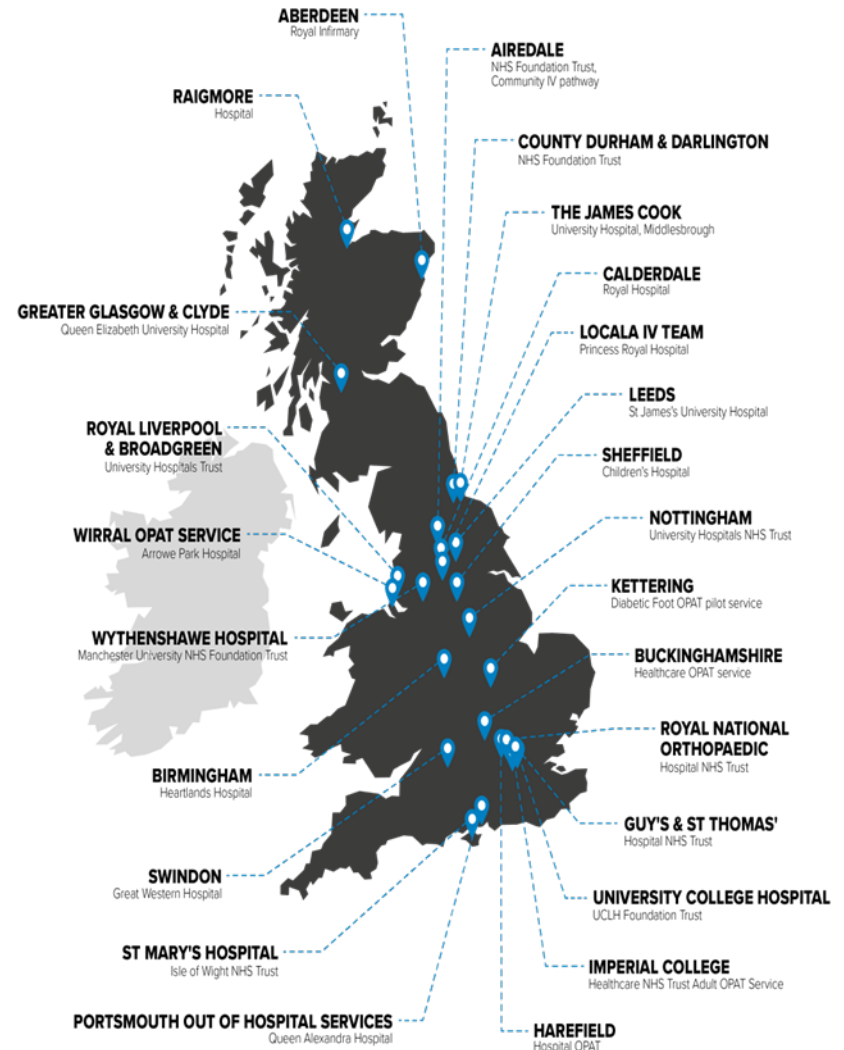 ABERDEEN
Royal Infirmary
AIREDALE
NHS Foundation Trust,
Community IV pathway
RAIGMORE
Hospital
COUNTY DURHAM & DARLINGTON
NHS Foundation Trust
THE JAMES COOK
University Hospital, Middlesbrough
CALDERDALE
Royal Hospital
GREATER GLASGOW & CLYDE
Queen Elizabeth University Hospital
LOCALA IV TEAM
Princess Royal Hospital
LEEDS
St James's University Hospital
ROYAL LIVERPOOL
& BROADGREEN
University Hospitals Trust
SHEFFIELD
Children's Hospital
NOTTINGHAM
University Hospitals NHS Trust
WIRRAL OPAT SERVICE
Arrowe Park Hospital
KETTERING
Diabetic Foot OPAT pilot service
WYTHENSHAWE HOSPITAL
Manchester University NHS Foundation Trust
BUCKINGHAMSHIRE
Healthcare OPAT service
ROYAL NATIONAL
ORTHOPAEDIC
Hospital NHS Trust
BIRMINGHAM
Heartlands Hospital
GUY'S & ST THOMAS'
Hospital NHS Trust
SWINDON
Great Western Hospital
UNIVERSITY COLLEGE HOSPITAL
UCLH Foundation Trust
ST MARY'S HOSPITAL
Isle of Wight NHS Trust
IMPERIAL COLLEGE
Healthcare NHS Trust Adult OPAT Service
PORTSMOUTH OUT OF HOSPITAL SERVICES
Queen Alexandra Hospital
HAREFIELD
Hospital OPAT